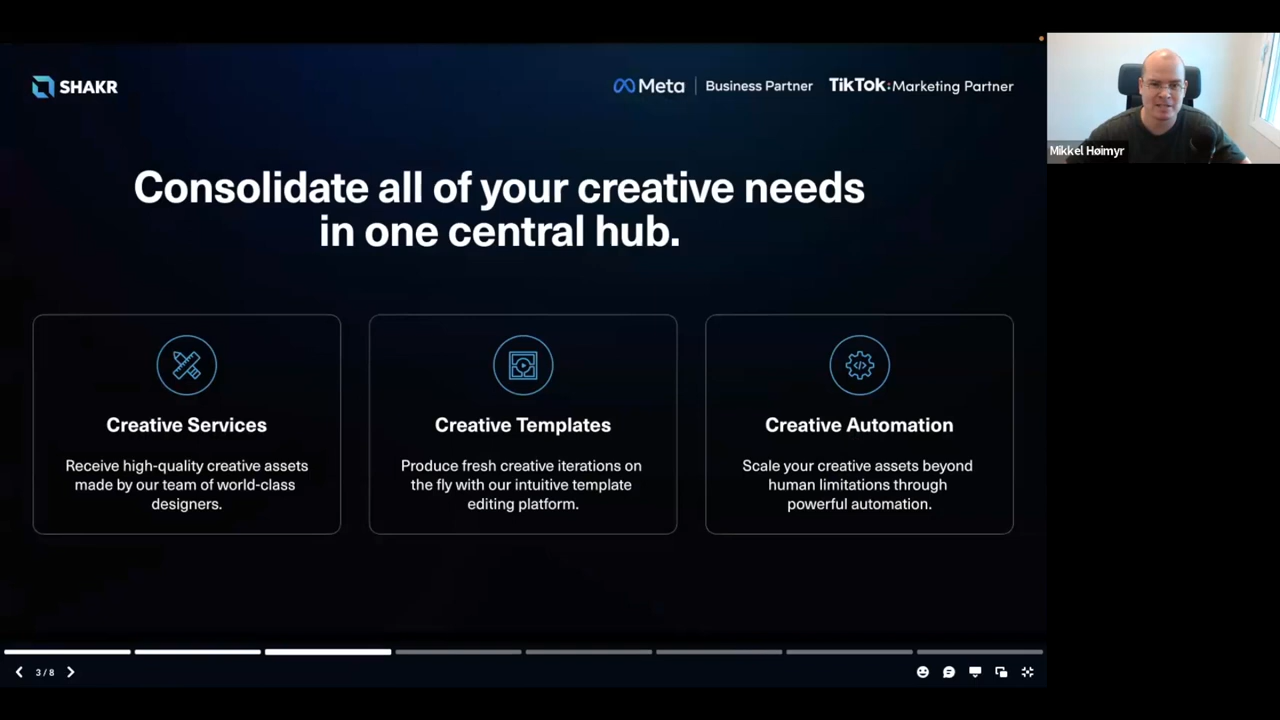 SHAKR
Meta | Business Partner
TikTok: Marketing Partner
Mikkel Høimyr
Consolidate all of your creative needs
in one central hub.
Creative Services
Receive high-quality creative assets
made by our team of world-class
designers.
Creative Templates
Produce fresh creative iterations on
the fly with our intuitive template
editing platform.
Creative Automation
Scale your creative assets beyond
human limitations through
powerful automation.
3 / 8